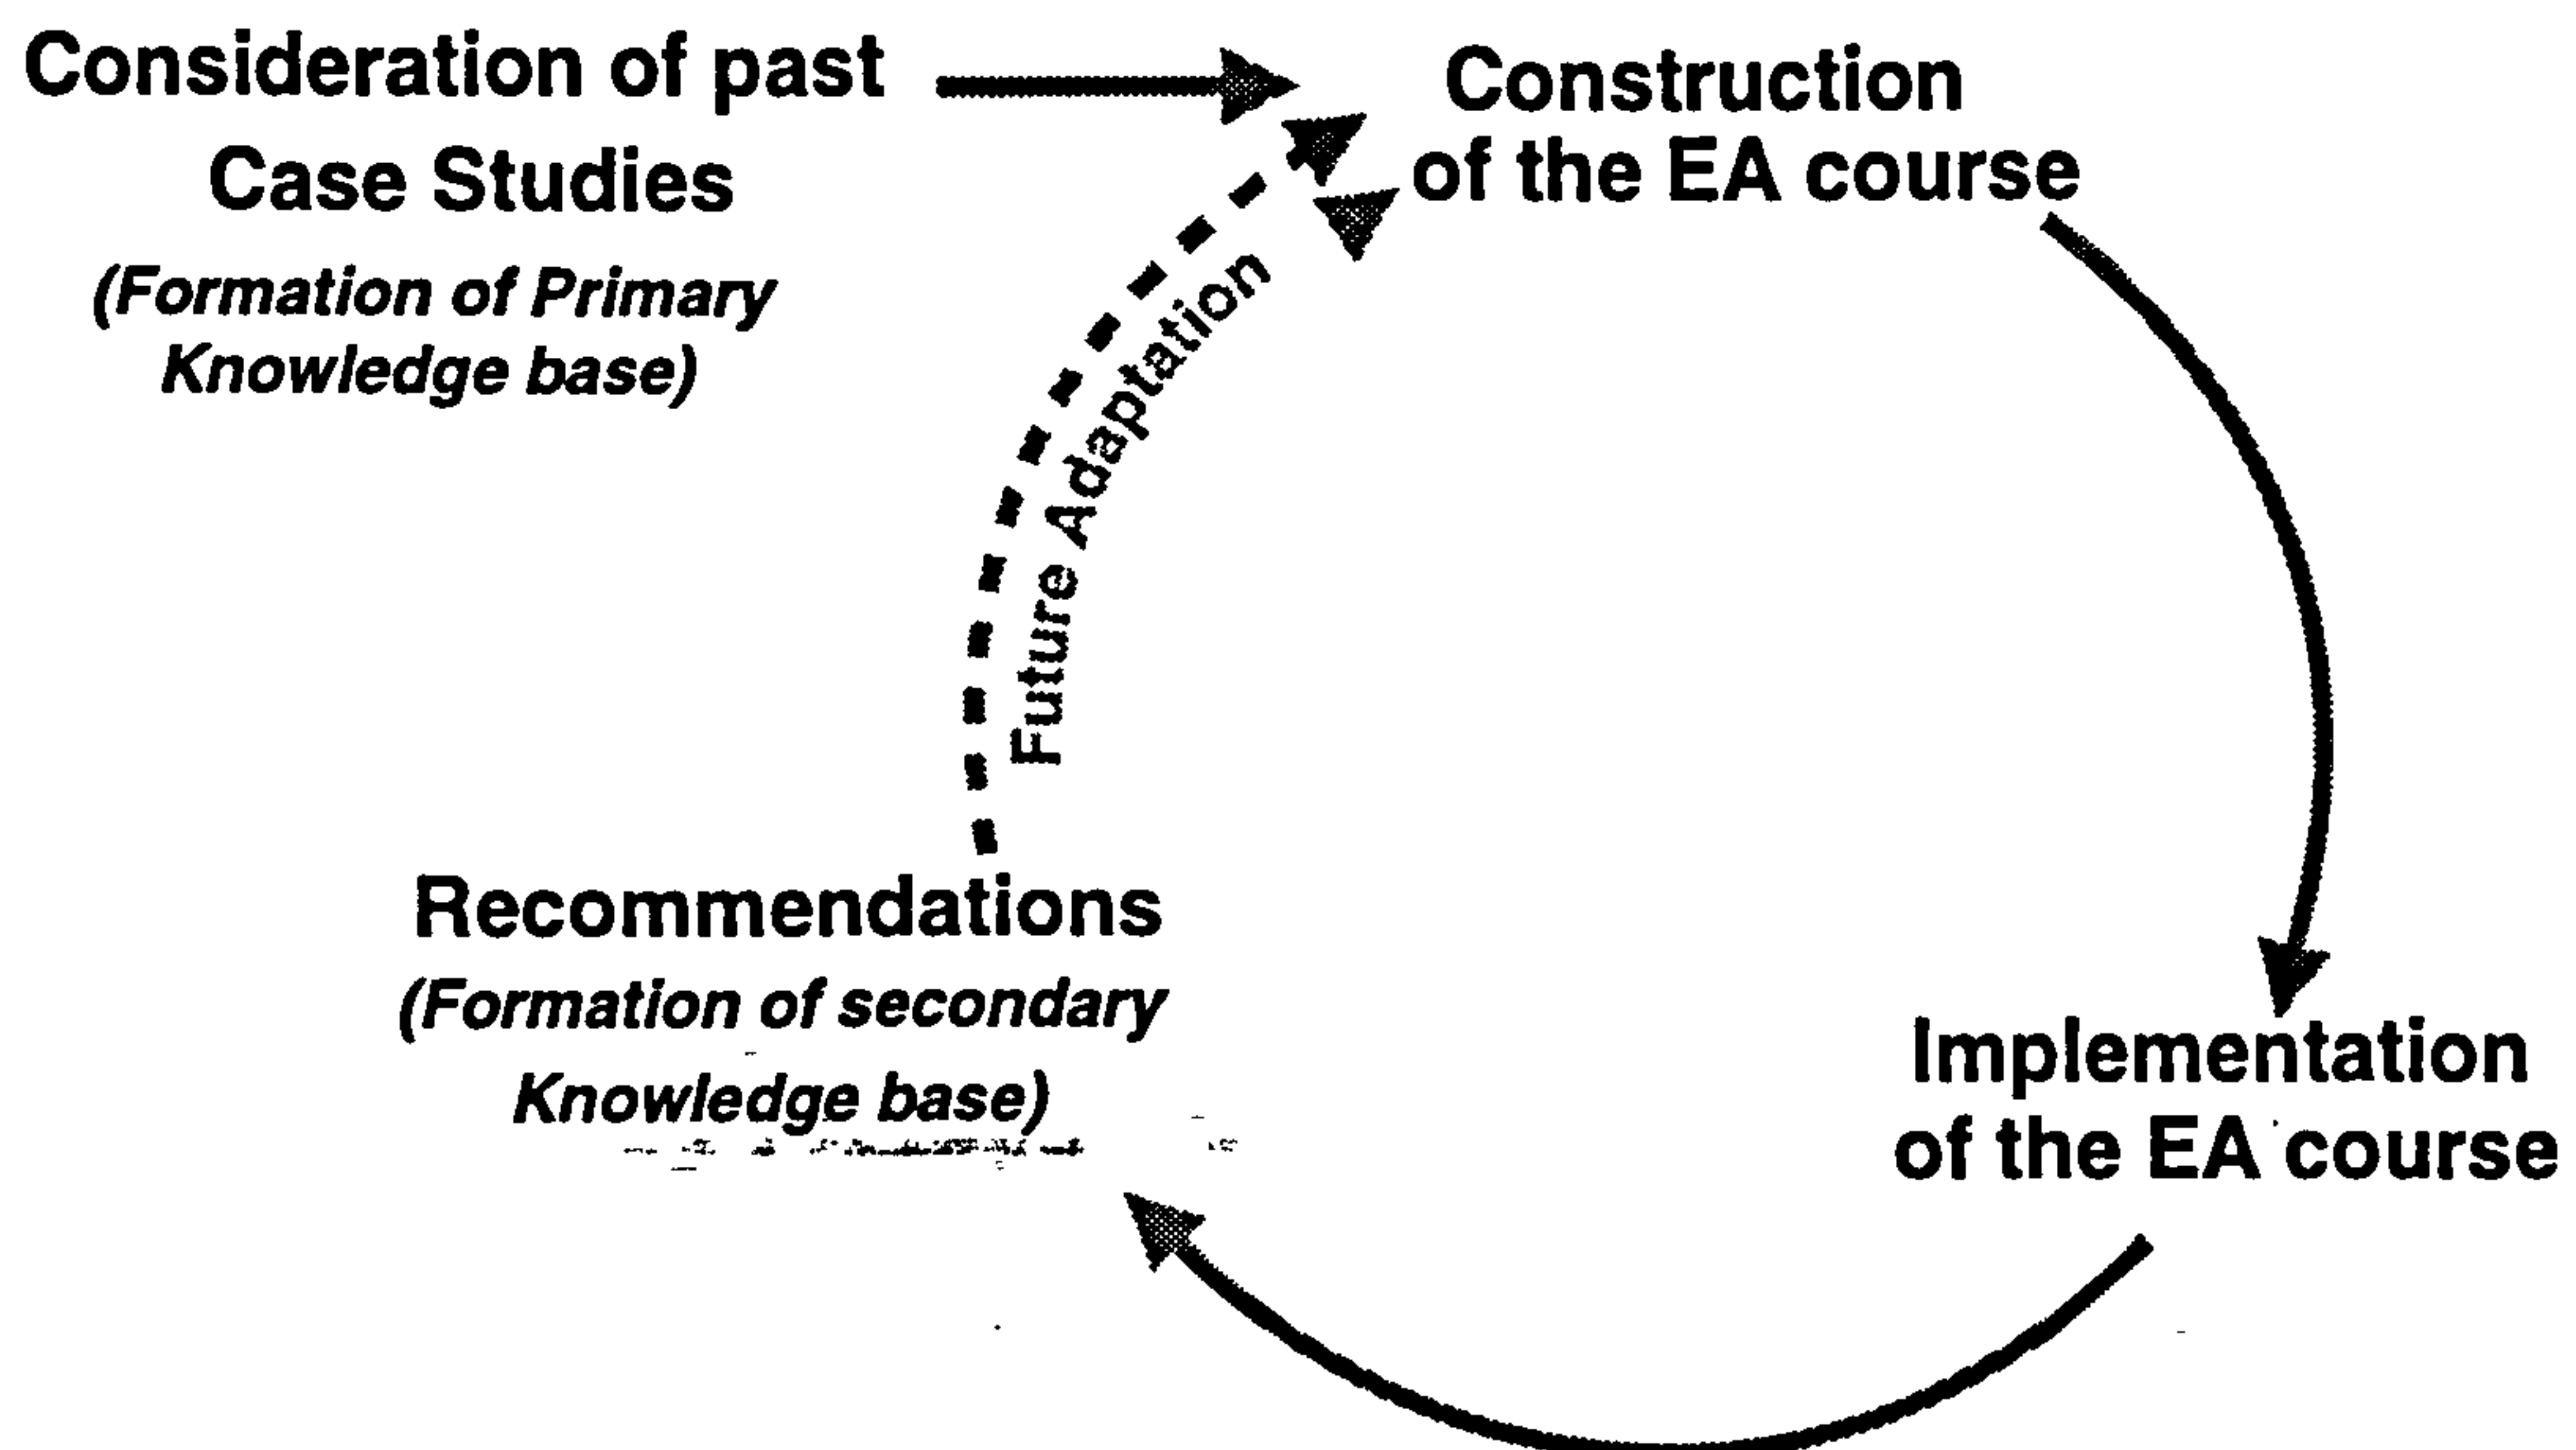 Consideration of past
Case Studies
(Formation of Primary
Knowledge base)
Construction
of the EA course
Future Adaptation
Recommendations
(Formation of secondary
Knowledge base)
Implementation
of the EA course